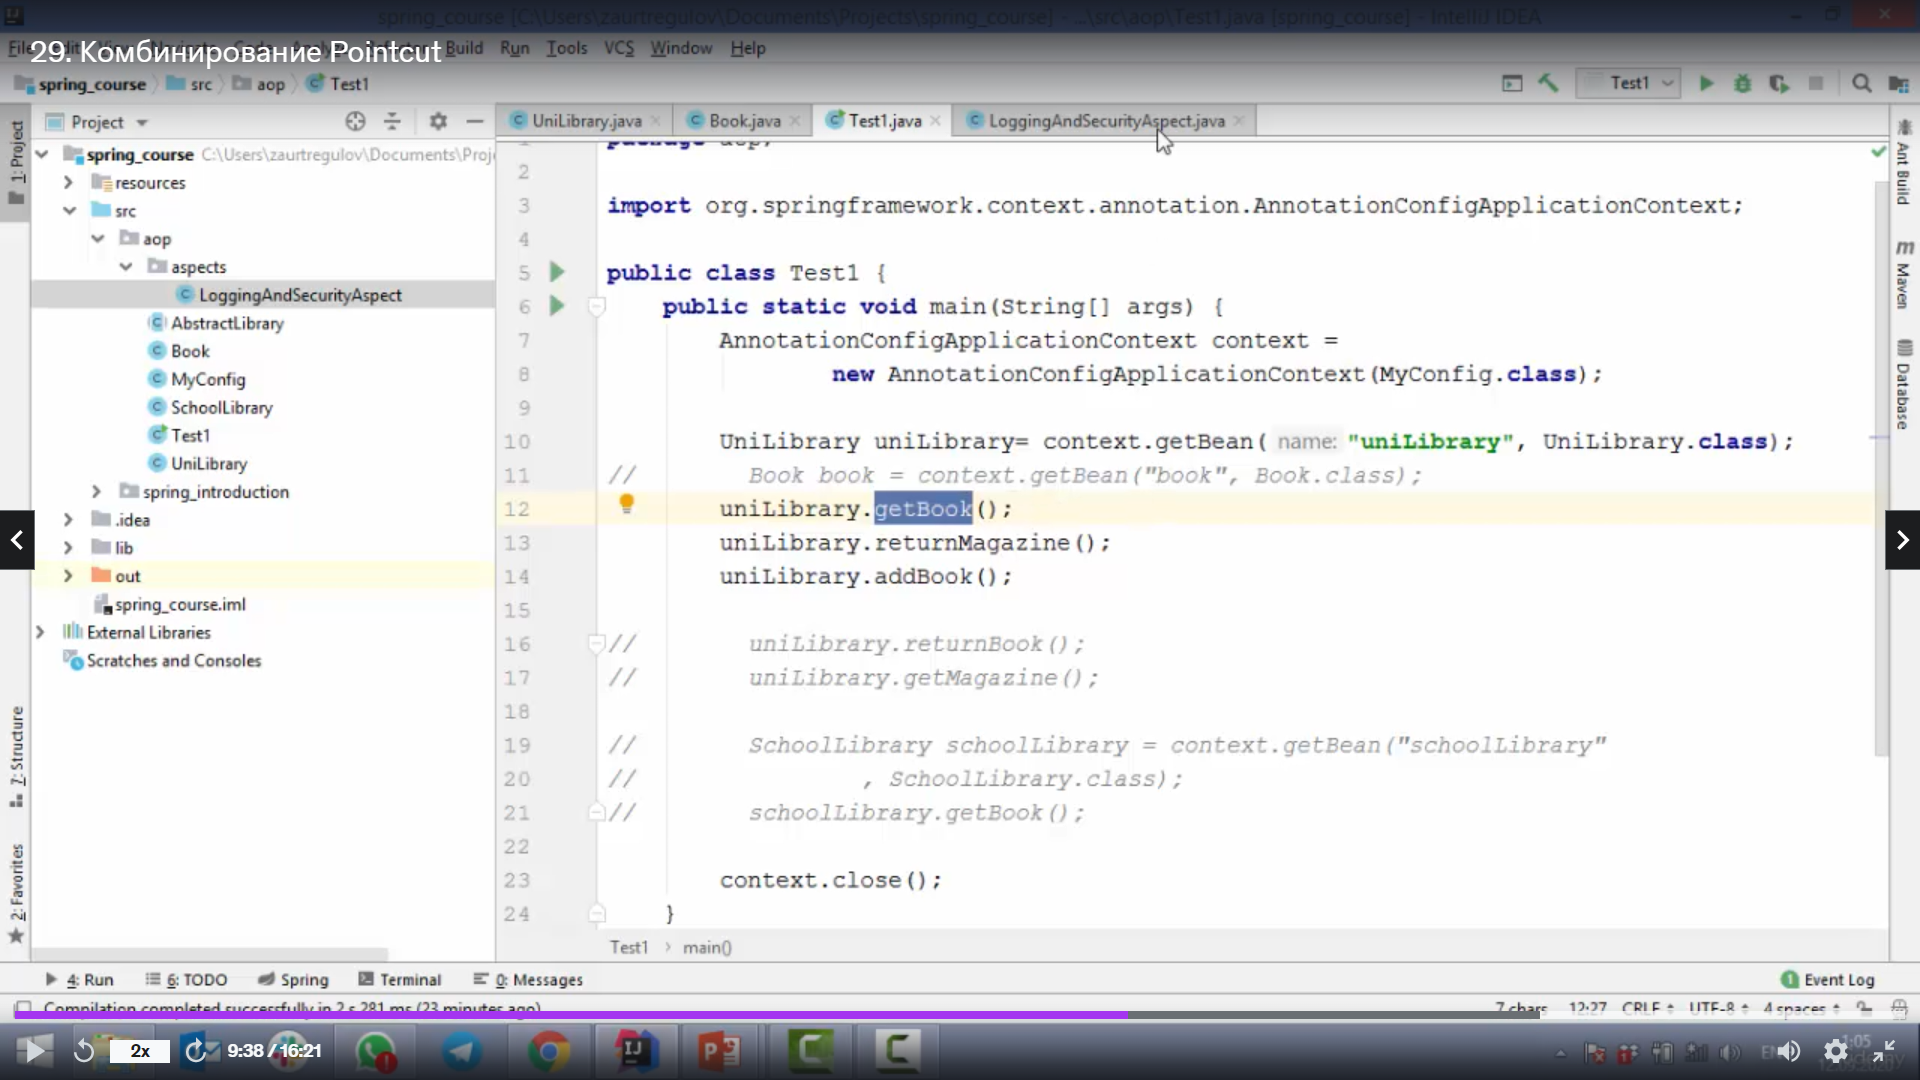 spring_course [C:\Users\zaurtregulov\Documents\Projects\spring_course] - ...\src\aop\Test1.java [spring_course] - IntelliJ IDEA
29. Комбинирование Pointcut
File Build Run Tools VCS Window Help
spring_course src aop Test1
Test1
Project
UniLibrary.java Book.java Test1.java LoggingAndSecurityAspect.java
1: Project
spring_course C:\Users\zaurtregulov\Documents\Proj
resources
src
aop
aspects
LoggingAndSecurityAspect
AbstractLibrary
Book
MyConfig
SchoolLibrary
Test1
UniLibrary
spring_introduction
.idea
lib
out
spring_course.iml
External Libraries
Scratches and Consoles
7: Structure
2: Favorites
1 package aop;
2
3 import org.springframework.context.annotation.AnnotationConfigApplicationContext;
4
5 public class Test1 {
6 public static void main(String[] args) {
7 AnnotationConfigApplicationContext context =
8 new AnnotationConfigApplicationContext(MyConfig.class);
9
10 UniLibrary uniLibrary= context.getBean( name: "uniLibrary", UniLibrary.class);
11 // Book book = context.getBean("book", Book.class);
12 uniLibrary.getBook();
13 uniLibrary.returnMagazine();
14 uniLibrary.addBook();
15
16 // uniLibrary.returnBook();
17 // uniLibrary.getMagazine();
18
19 // SchoolLibrary schoolLibrary = context.getBean("schoolLibrary"
20 // , SchoolLibrary.class);
21 // schoolLibrary.getBook();
22
23 context.close();
24 }
Test1 main()
Ant Build
m Maven
Database
4: Run 6: TODO Spring Terminal 0: Messages 1 Event Log
Compilation completed successfully in 2 s 281 ms (23 minutes ago) 7 chars 12:27 CRLF UTF-8 4 spaces
2x 9:38 / 16:21